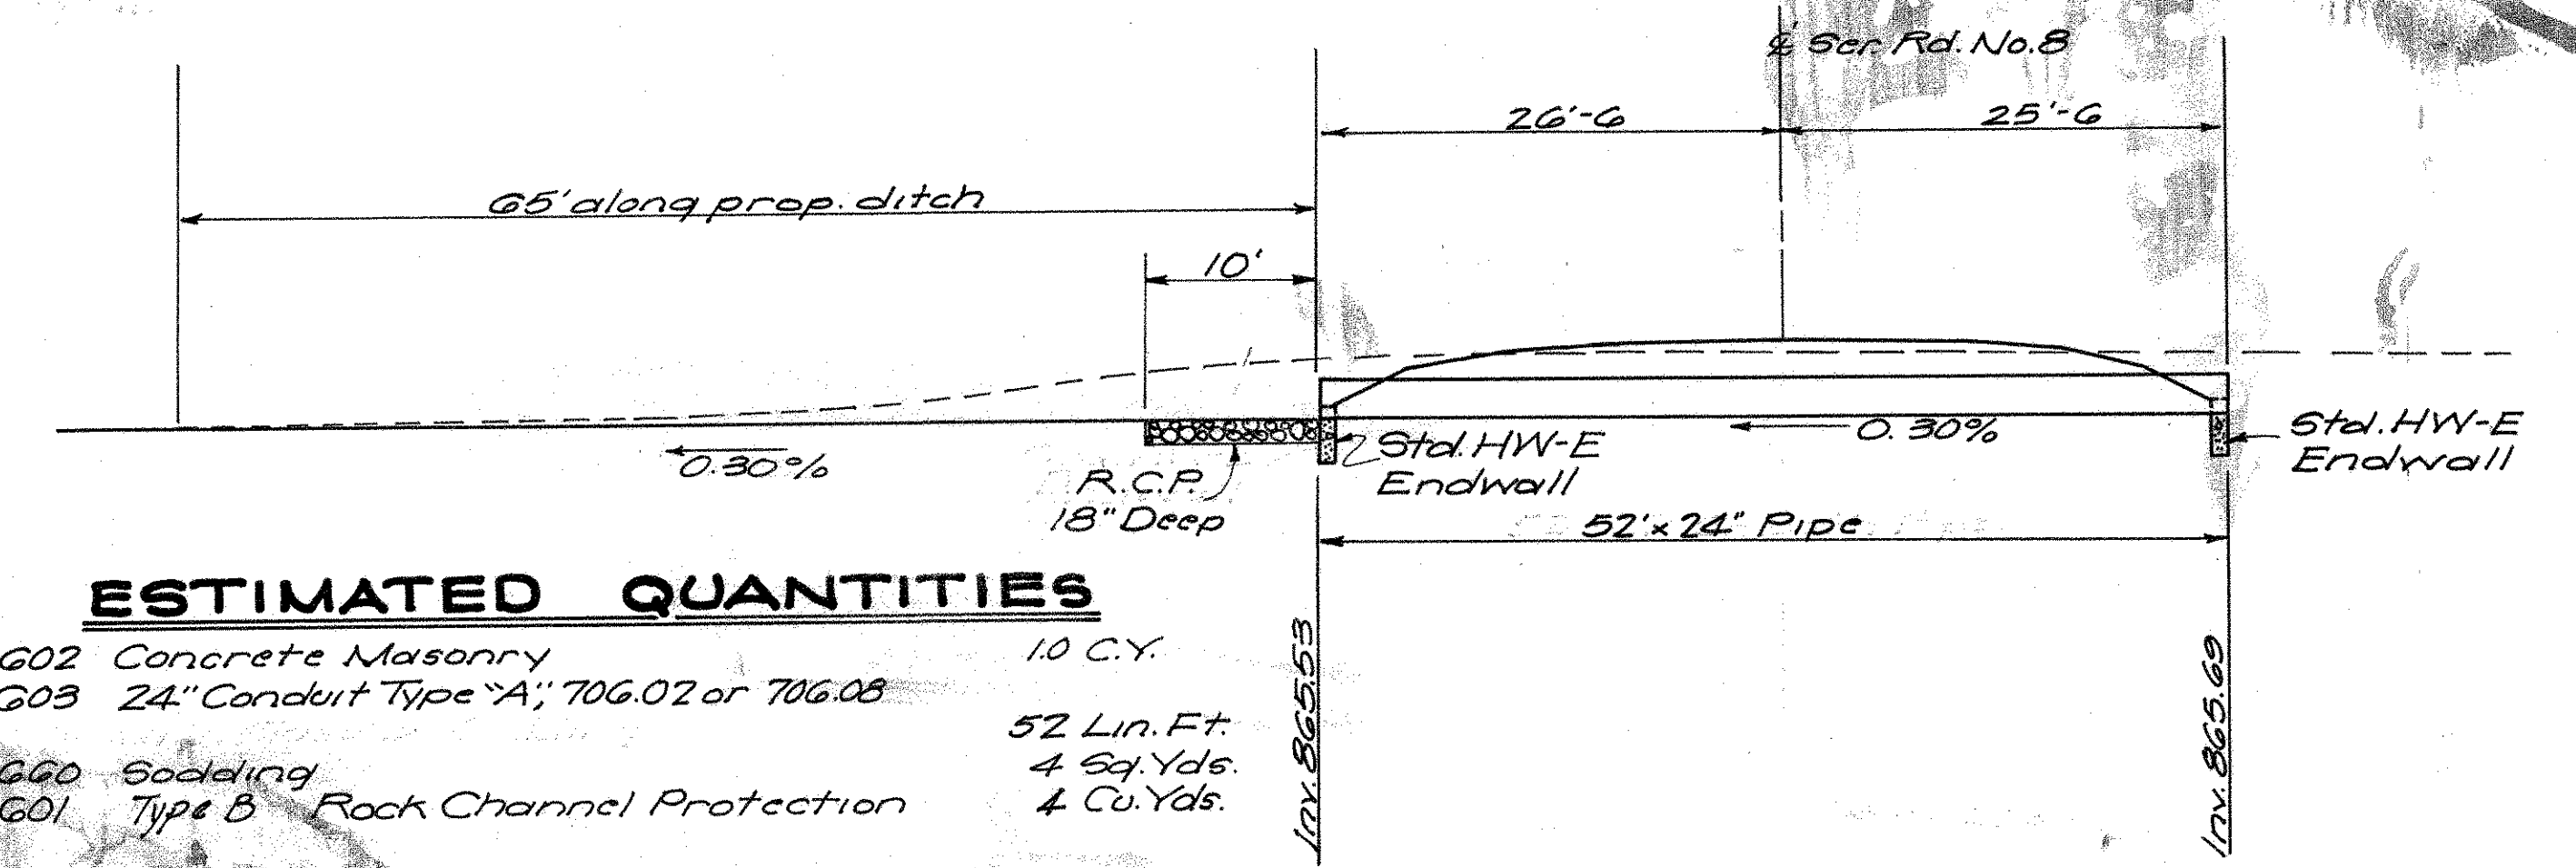 ℄ Ser. Rd. No. 8
26'-6
25'-6
65' along prop. ditch
10'
0.30%
R.C.P.
18" Deep
Std. HW-E
Endwall
0.30%
Std. HW-E
Endwall
52' x 24" Pipe
Inv. 865.53
Inv. 865.69
ESTIMATED QUANTITIES
602 Concrete Masonry 1.0 C.Y.
603 24" Conduit Type "A", 706.02 or 706.08
52 Lin. Ft.
660 Sodding 4 Sq. Yds.
601 Type B Rock Channel Protection 4 Cu. Yds.